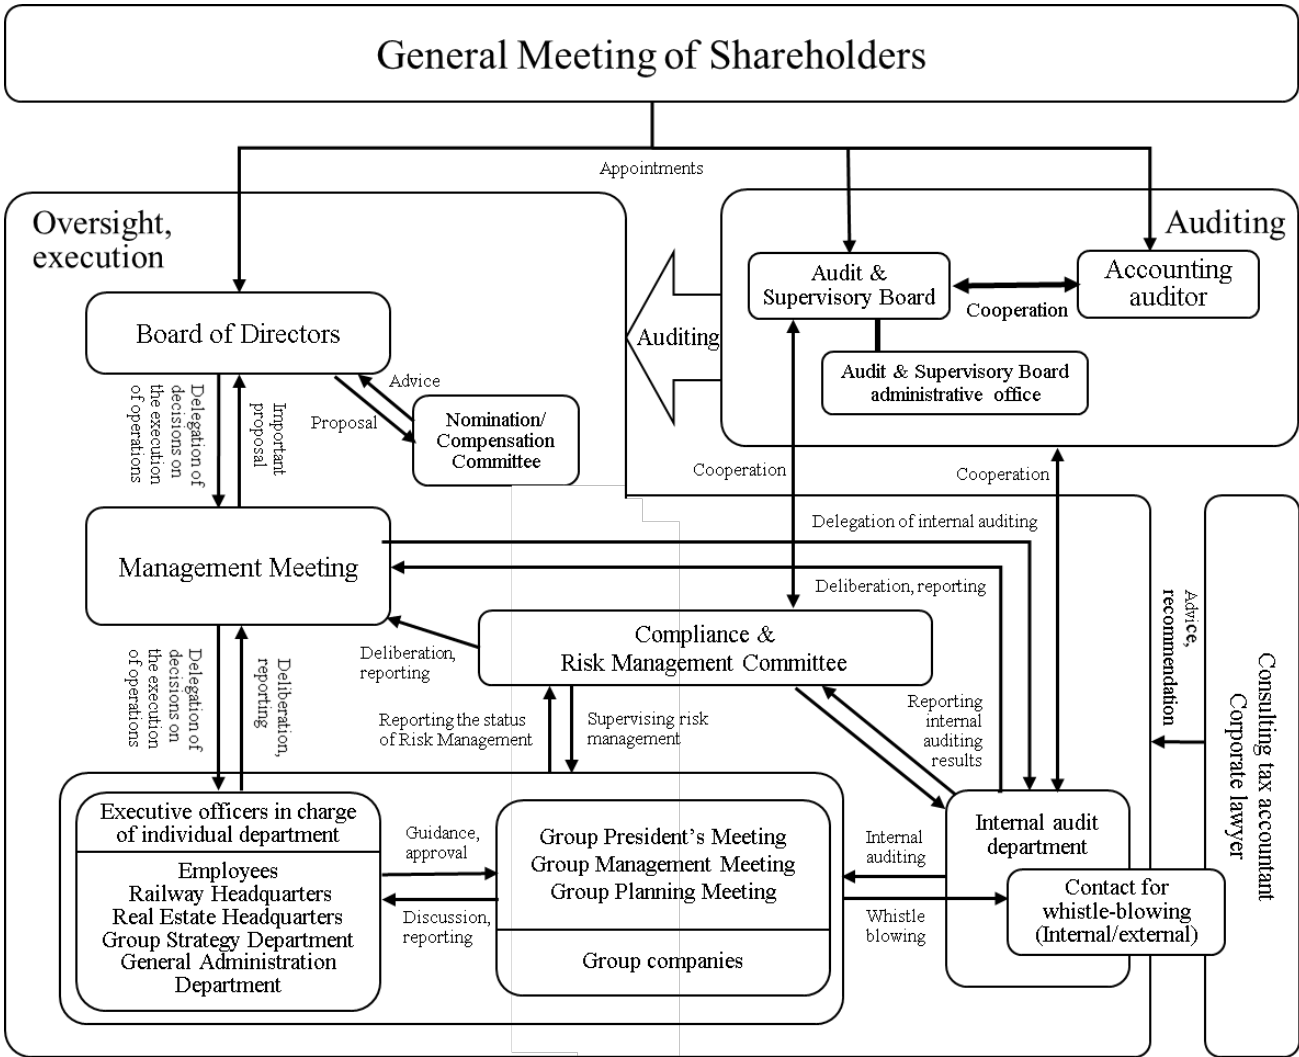 General Meeting of Shareholders
Appointments
Oversight,
execution
Auditing
Audit &
Supervisory Board
Accounting
auditor
Cooperation
Audit & Supervisory Board
administrative office
Auditing
Board of Directors
Advice
Proposal
Nomination/
Compensation
Committee
Delegation of
decisions on
the execution
of operations
Important
proposal
Cooperation
Cooperation
Management Meeting
Delegation of internal auditing
Deliberation, reporting
Compliance &
Risk Management Committee
Deliberation,
reporting
Delegation of
decisions on
the execution
of operations
Deliberation,
reporting
Reporting the status
of Risk Management
Supervising risk
management
Reporting
internal
auditing
results
Advice,
recommendation
Consulting tax accountant
Corporate lawyer
Executive officers in charge
of individual department
Employees
Railway Headquarters
Real Estate Headquarters
Group Strategy Department
General Administration
Department
Guidance,
approval
Discussion,
reporting
Group President’s Meeting
Group Management Meeting
Group Planning Meeting
Group companies
Internal
auditing
Whistle
blowing
Internal audit
department
Contact for
whistle-blowing
(Internal/external)